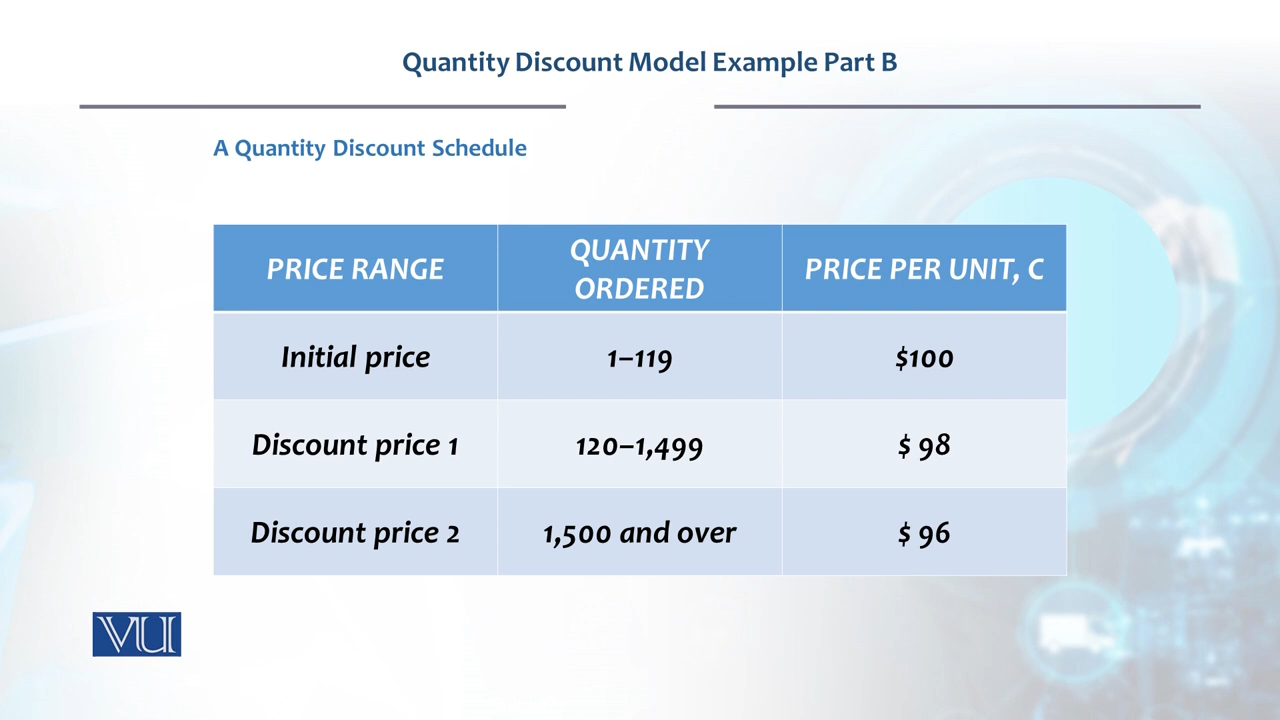 Quantity Discount Model Example Part B
A Quantity Discount Schedule
PRICE RANGE
QUANTITY
ORDERED
PRICE PER UNIT, C
Initial price
1–119
$100
Discount price 1
120–1,499
$ 98
Discount price 2
1,500 and over
$ 96
VU